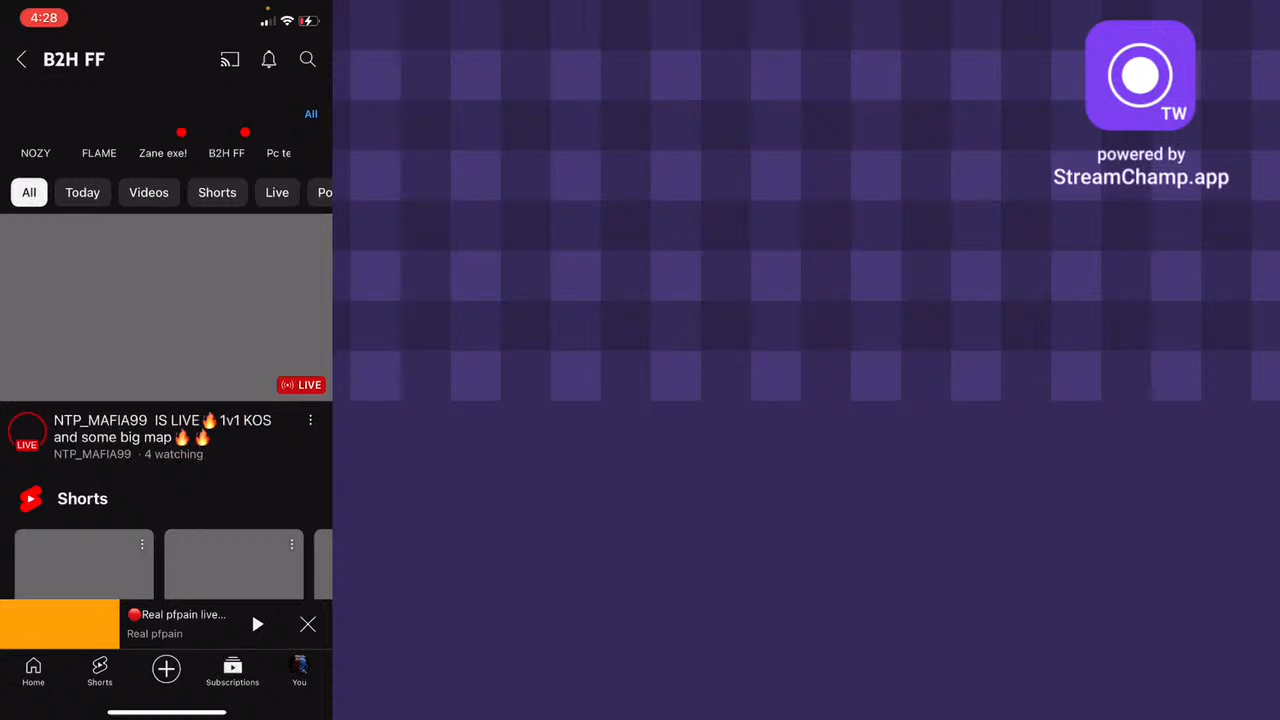 4:28
B2H FF
All
NOZY FLAME Zane exe! B2H FF Pc te
All Today Videos Shorts Live Po
LIVE
NTP_MAFIA99 IS LIVE🔥1v1 KOS
and some big map🔥🔥
LIVE
NTP_MAFIA99 · 4 watching
Shorts
🔴Real pfpain live...
Real pfpain
Home Shorts Subscriptions You
TW
powered by
StreamChamp.app